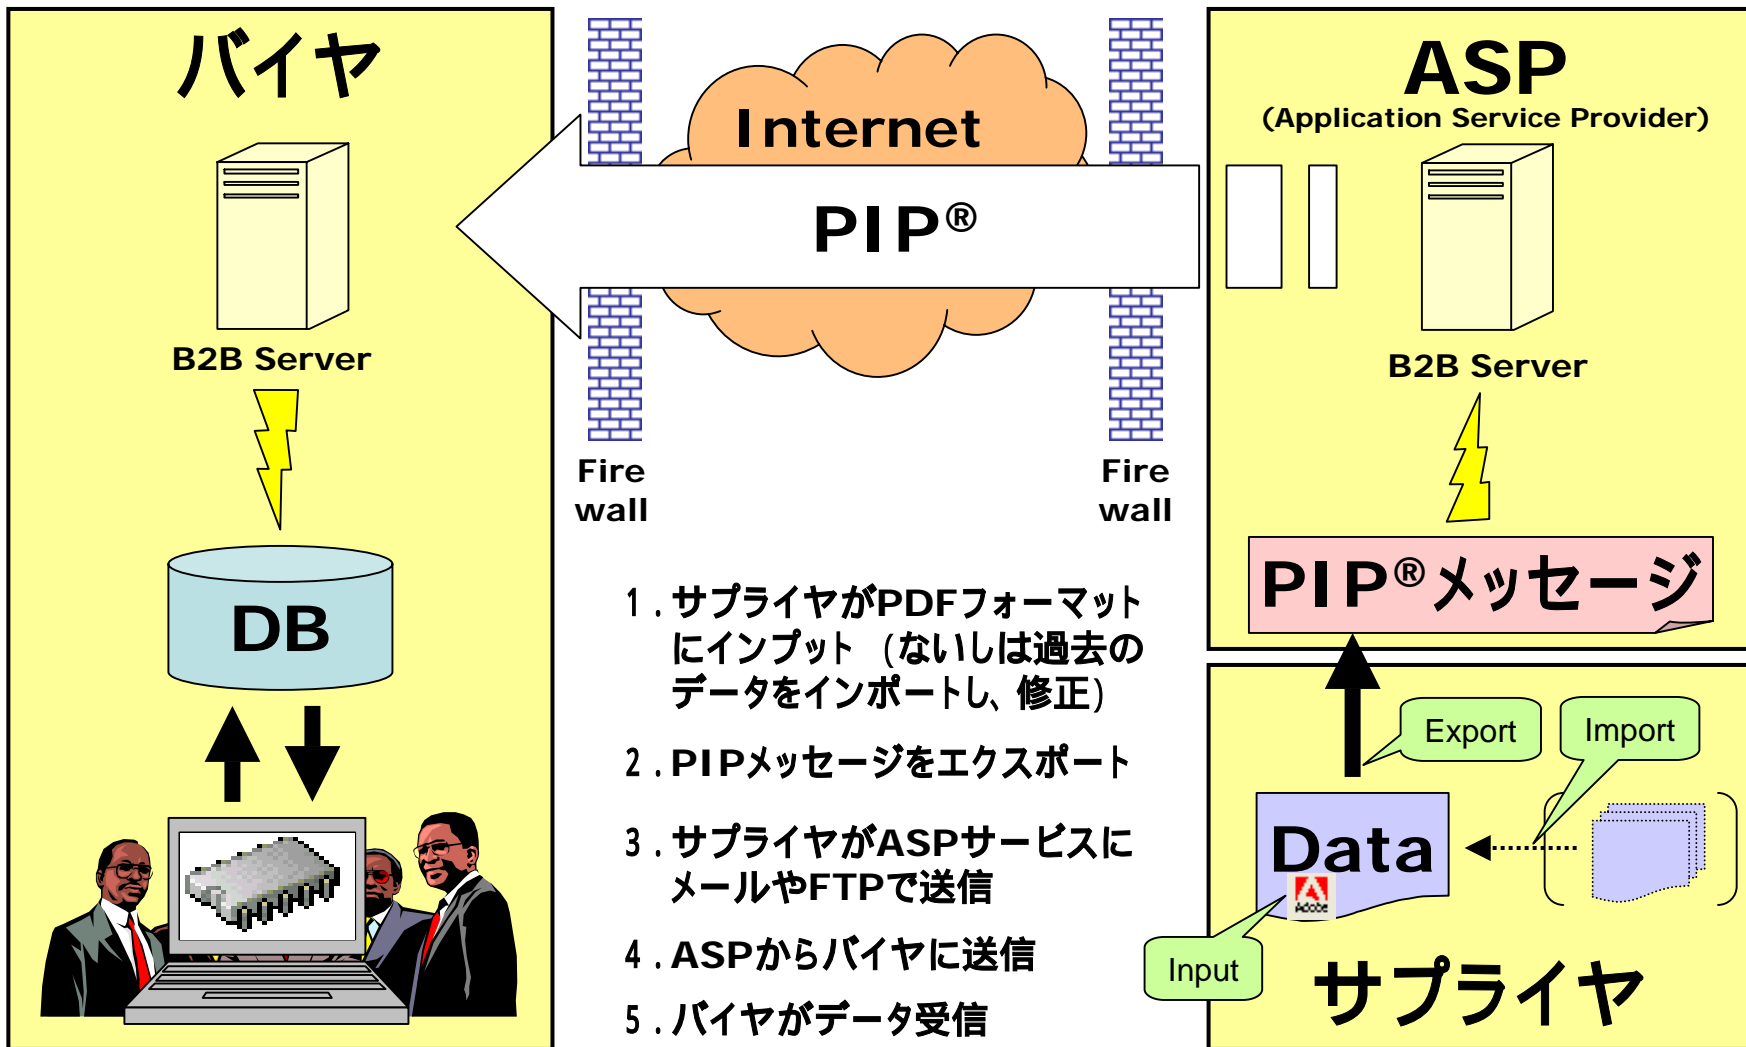 バイヤ
B2B Server
DB
Internet
PIP®
Fire
wall
Fire
wall
1．サプライヤがPDFフォーマット
にインプット（ないしは過去の
データをインポートし、修正）
2．PIPメッセージをエクスポート
3．サプライヤがASPサービスに
メールやFTPで送信
4．ASPからバイヤに送信
5．バイヤがデータ受信
ASP
(Application Service Provider)
B2B Server
PIP®メッセージ
Export
Import
Data
Adobe
Input
サプライヤ